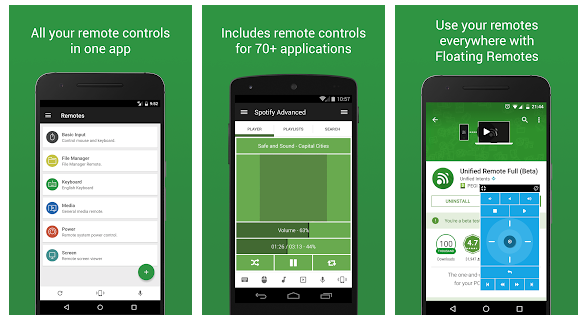 All your remote controls
in one app
9:52
Remotes
Basic Input
Control mouse and keyboard.
File Manager
File Manager Remote.
Keyboard
English Keyboard
Media
General media remote.
Power
Remote system power control.
Screen
Remote screen viewer.
Includes remote controls
for 70+ applications
10:57
Spotify Advanced
PLAYER
PLAYLISTS
SEARCH
Safe and Sound - Capital Cities
Volume - 63%
01:26 / 03:13 - 44%
Use your remotes
everywhere with
Floating Remotes
21:44
Unified Remote Full (Beta)
Unified Intents
UNINSTALL
You're a beta tes
100
Downloads
4.7
The one-and
for your PC